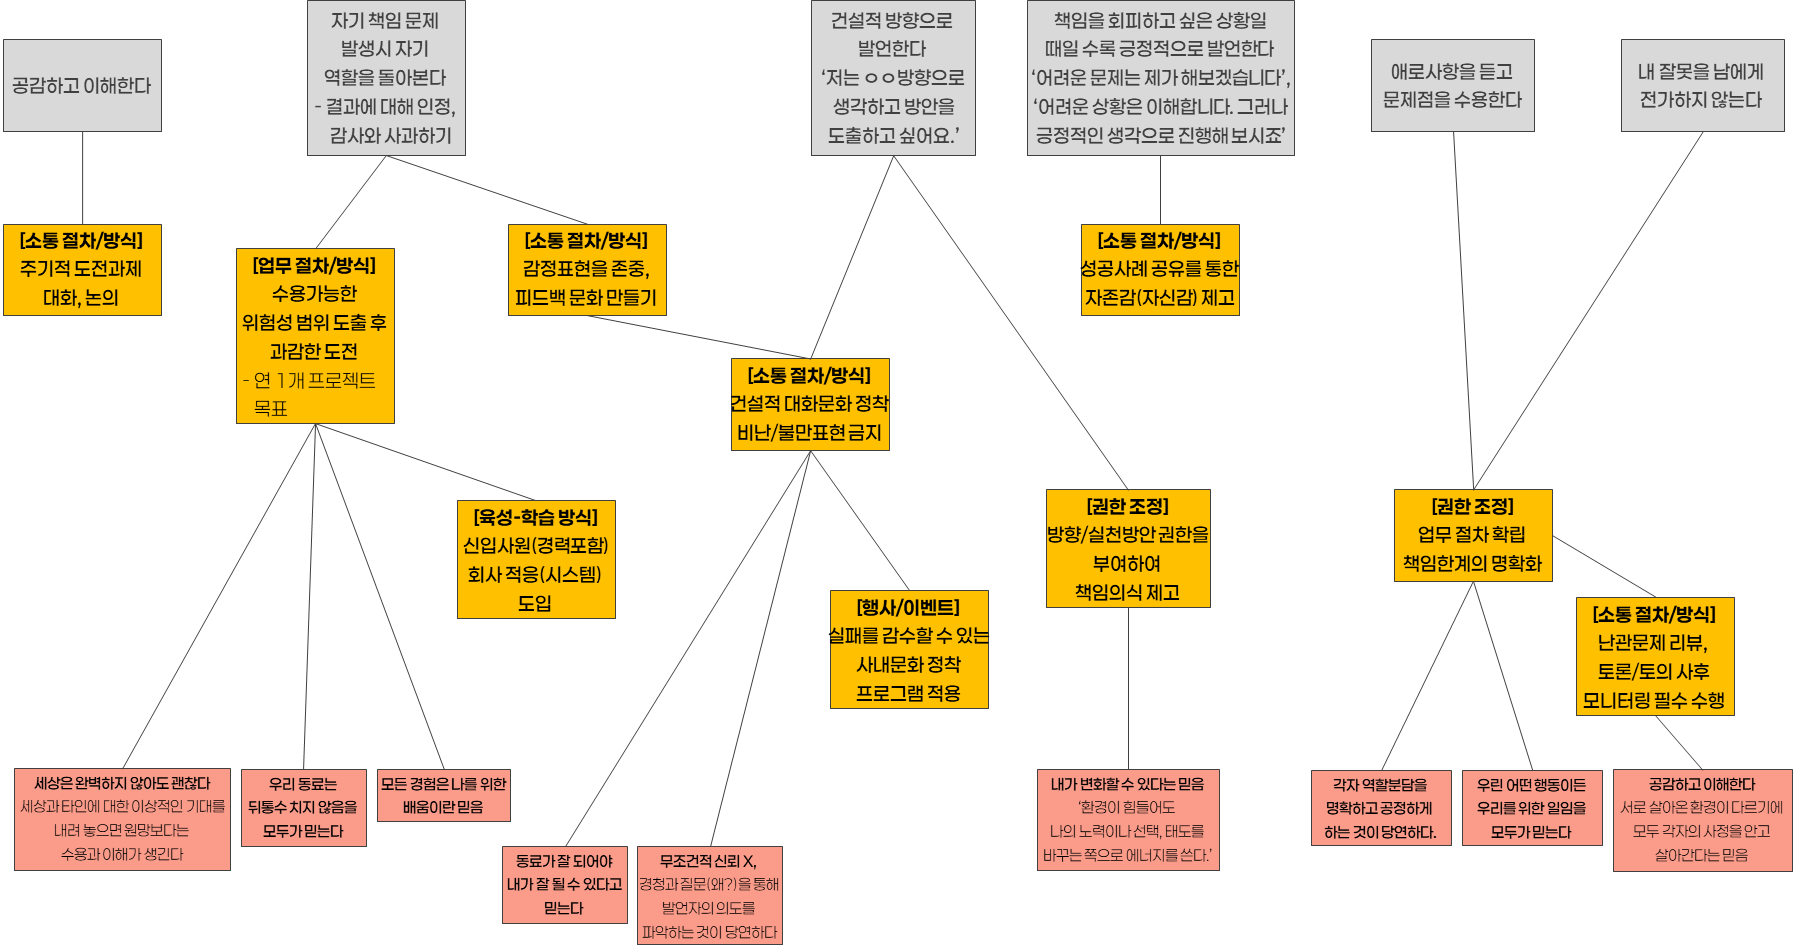 공감하고 이해한다
자기 책임 문제
발생시 자기
역할을 돌아본다
- 결과에 대해 인정,
감사와 사과하기
건설적 방향으로
발언한다
‘저는 ㅇㅇ방향으로
생각하고 방안을
도출하고 싶어요.’
책임을 회피하고 싶은 상황일
때일 수록 긍정적으로 발언한다
‘어려운 문제는 제가 해보겠습니다’,
‘어려운 상황은 이해합니다. 그러나
긍정적인 생각으로 진행해 보시죠’
애로사항을 듣고
문제점을 수용한다
내 잘못을 남에게
전가하지 않는다
[소통 절차/방식]
주기적 도전과제
대화, 논의
[업무 절차/방식]
수용가능한
위험성 범위 도출 후
과감한 도전
- 연 1개 프로젝트
목표
[소통 절차/방식]
감정표현을 존중,
피드백 문화 만들기
[소통 절차/방식]
건설적 대화문화 정착
비난/불만표현 금지
[소통 절차/방식]
성공사례 공유를 통한
자존감(자신감) 제고
[육성-학습 방식]
신입사원(경력포함)
회사 적응(시스템)
도입
[행사/이벤트]
실패를 감수할 수 있는
사내문화 정착
프로그램 적용
[권한 조정]
방향/실천방안 권한을
부여하여
책임의식 제고
[권한 조정]
업무 절차 확립
책임한계의 명확화
[소통 절차/방식]
난관문제 리뷰,
토론/토의 사후
모니터링 필수 수행
세상은 완벽하지 않아도 괜찮다
세상과 타인에 대한 이상적인 기대를
내려 놓으면 원망보다는
수용과 이해가 생긴다
우리 동료는
뒤통수 치지 않음을
모두가 믿는다
모든 경험은 나를 위한
배움이란 믿음
동료가 잘 되어야
내가 잘 될 수 있다고
믿는다
무조건적 신뢰 X,
경청과 질문(왜?)을 통해
발언자의 의도를
파악하는 것이 당연하다
내가 변화할 수 있다는 믿음
‘환경이 힘들어도
나의 노력이나 선택, 태도를
바꾸는 쪽으로 에너지를 쓴다.’
각자 역할분담을
명확하고 공정하게
하는 것이 당연하다.
우린 어떤 행동이든
우리를 위한 일임을
모두가 믿는다
공감하고 이해한다
서로 살아온 환경이 다르기에
모두 각자의 사정을 안고
살아간다는 믿음